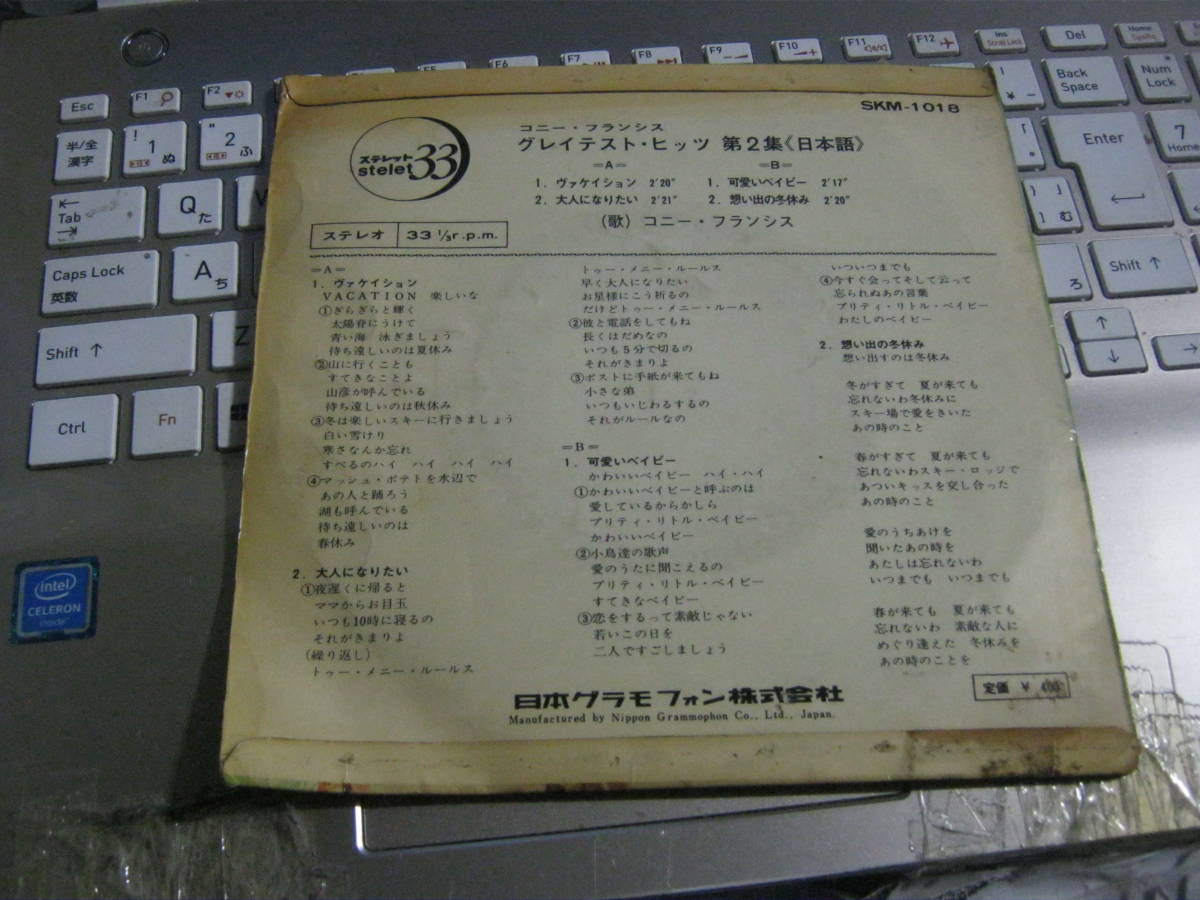 SKM-1018
ステレット
stelet 33
コニー・フランシス
グレイテスト・ヒッツ 第2集《日本語》
=A=
1. ヴァケイション 2'20"
2. 大人になりたい 2'21"
=B=
1. 可愛いベイビー 2'17"
2. 想い出の冬休み 2'20"
(歌) コニー・フランシス
ステレオ 33 1/3 r.p.m.
=A=
1. ヴァケイション
VACATION 楽しいな
①ぎらぎらと輝く
太陽背にうけて
青い海 泳ぎましょう
待ち遠しいのは夏休み
②山に行くことも
すてきなことよ
山彦が呼んでいる
待ち遠しいのは秋休み
③冬は楽しいスキーに行きましょう
白い雪けり
寒さなんか忘れ
すべるのハイ ハイ ハイ ハイ
④マッシュ・ポテトを水辺で
あの人と踊ろう
湖も呼んでいる
待ち遠しいのは
春休み
2. 大人になりたい
①夜遅くに帰ると
ママからお目玉
いつも10時に寝るの
それがきまりよ
(繰り返し)
トゥー・メニー・ルールス
トゥー・メニー・ルールス
早く大人になりたい
お星様にこう祈るの
だけどトゥー・メニー・ルールス
②彼と電話をしてもね
長くはだめなの
いつも5分で切るの
それがきまりよ
③ポストに手紙が来てもね
小さな弟
いつもいじわるするの
それがルールなの
=B=
1. 可愛いベイビー
かわいいベイビー ハイ・ハイ
①かわいいベイビーと呼ぶのは
愛しているからかしら
プリティ・リトル・ベイビー
かわいいベイビー
②小鳥達の歌声
愛のうたに聞こえるの
プリティ・リトル・ベイビー
すてきなベイビー
③恋をするって素敵じゃない
若いこの日を
二人ですごしましょう
いついつまでも
④今すぐ会ってそして云って
忘られぬあの言葉
プリティ・リトル・ベイビー
わたしのベイビー
2. 想い出の冬休み
想い出すのは冬休み
冬がすぎて 夏が来ても
忘れないわ冬休みに
スキー場で愛をきいた
あの時のこと
春がすぎて 夏が来ても
忘れないわスキー・ロッジで
あついキッスを交し合った
あの時のこと
愛のうちあけを
聞いたあの時を
あたしは忘れないわ
いつまでも いつまでも
春が来ても 夏が来ても
忘れないわ 素敵な人に
めぐり逢えた 冬休みを
あの時のことを
定価 ¥ 400
日本グラモフォン株式会社
Manufactured by Nippon Grammophon Co., Ltd., Japan.
Esc
F1
F2
F5
F6
F7
F8
F9
F10
F11
F12
Ins
Scroll Lock
Del
Home
SysRq
半/全
漢字
! 1 ぬ
" 2 ふ
Back Space
Num Lock
7 Home
Tab
Q た
W
Enter
Caps Lock
英数
A ち
] む
Shift
Z
ろ
Shift
Ctrl
Fn
intel
CELERON
inside